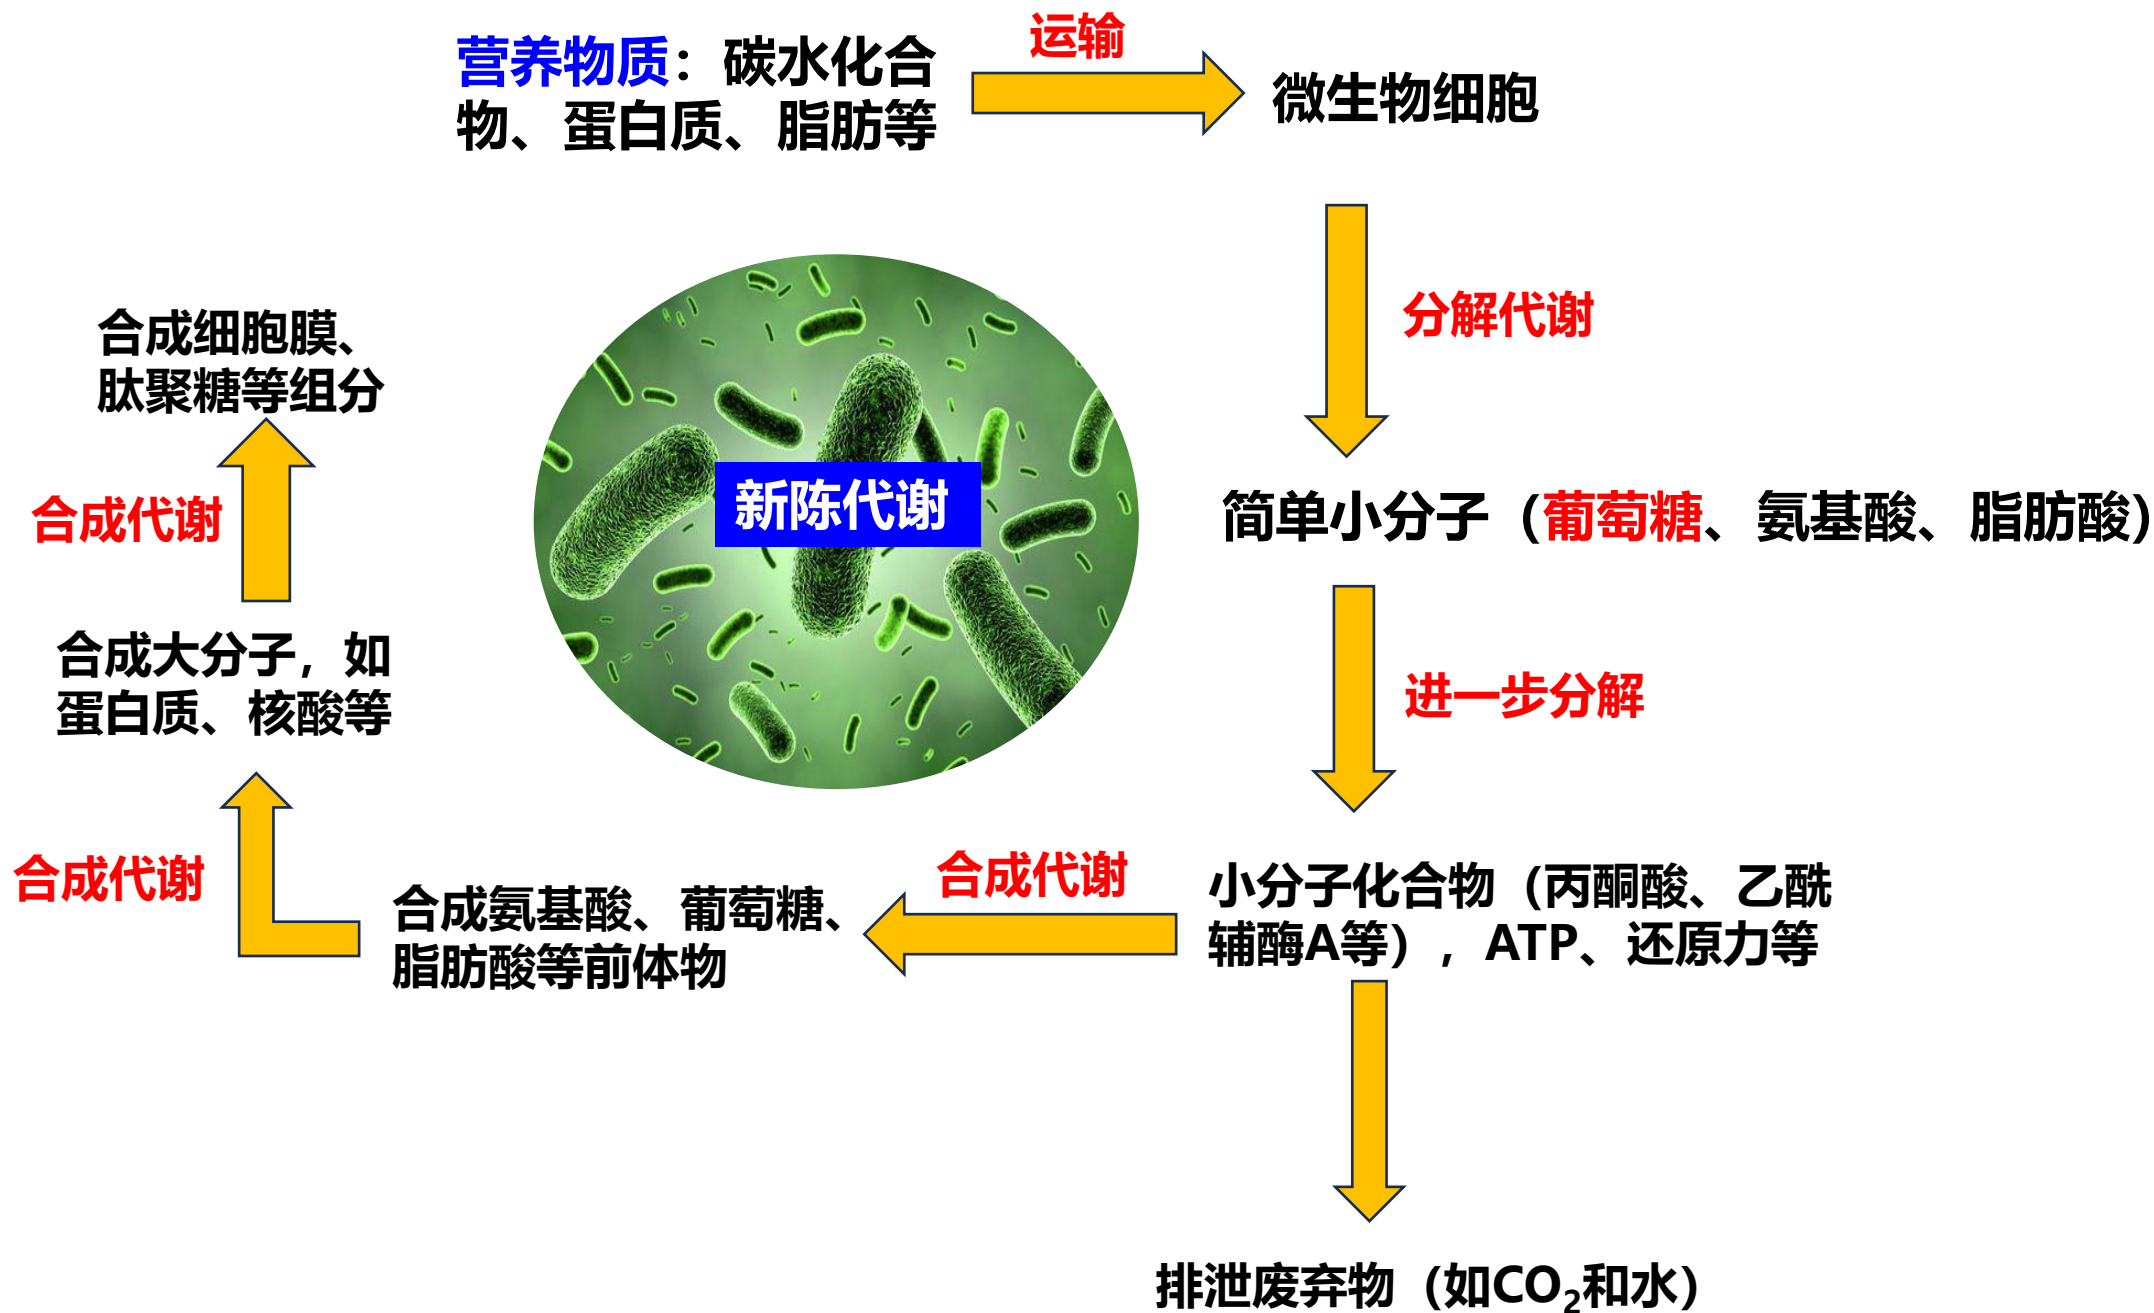 运输
营养物质：碳水化合
物、蛋白质、脂肪等
微生物细胞
分解代谢
合成细胞膜、
肽聚糖等组分
新陈代谢
合成代谢
简单小分子（葡萄糖、氨基酸、脂肪酸）
合成大分子，如
蛋白质、核酸等
进一步分解
合成代谢
合成代谢
小分子化合物（丙酮酸、乙酰
辅酶A等），ATP、还原力等
合成氨基酸、葡萄糖、
脂肪酸等前体物
排泄废弃物（如CO₂和水）